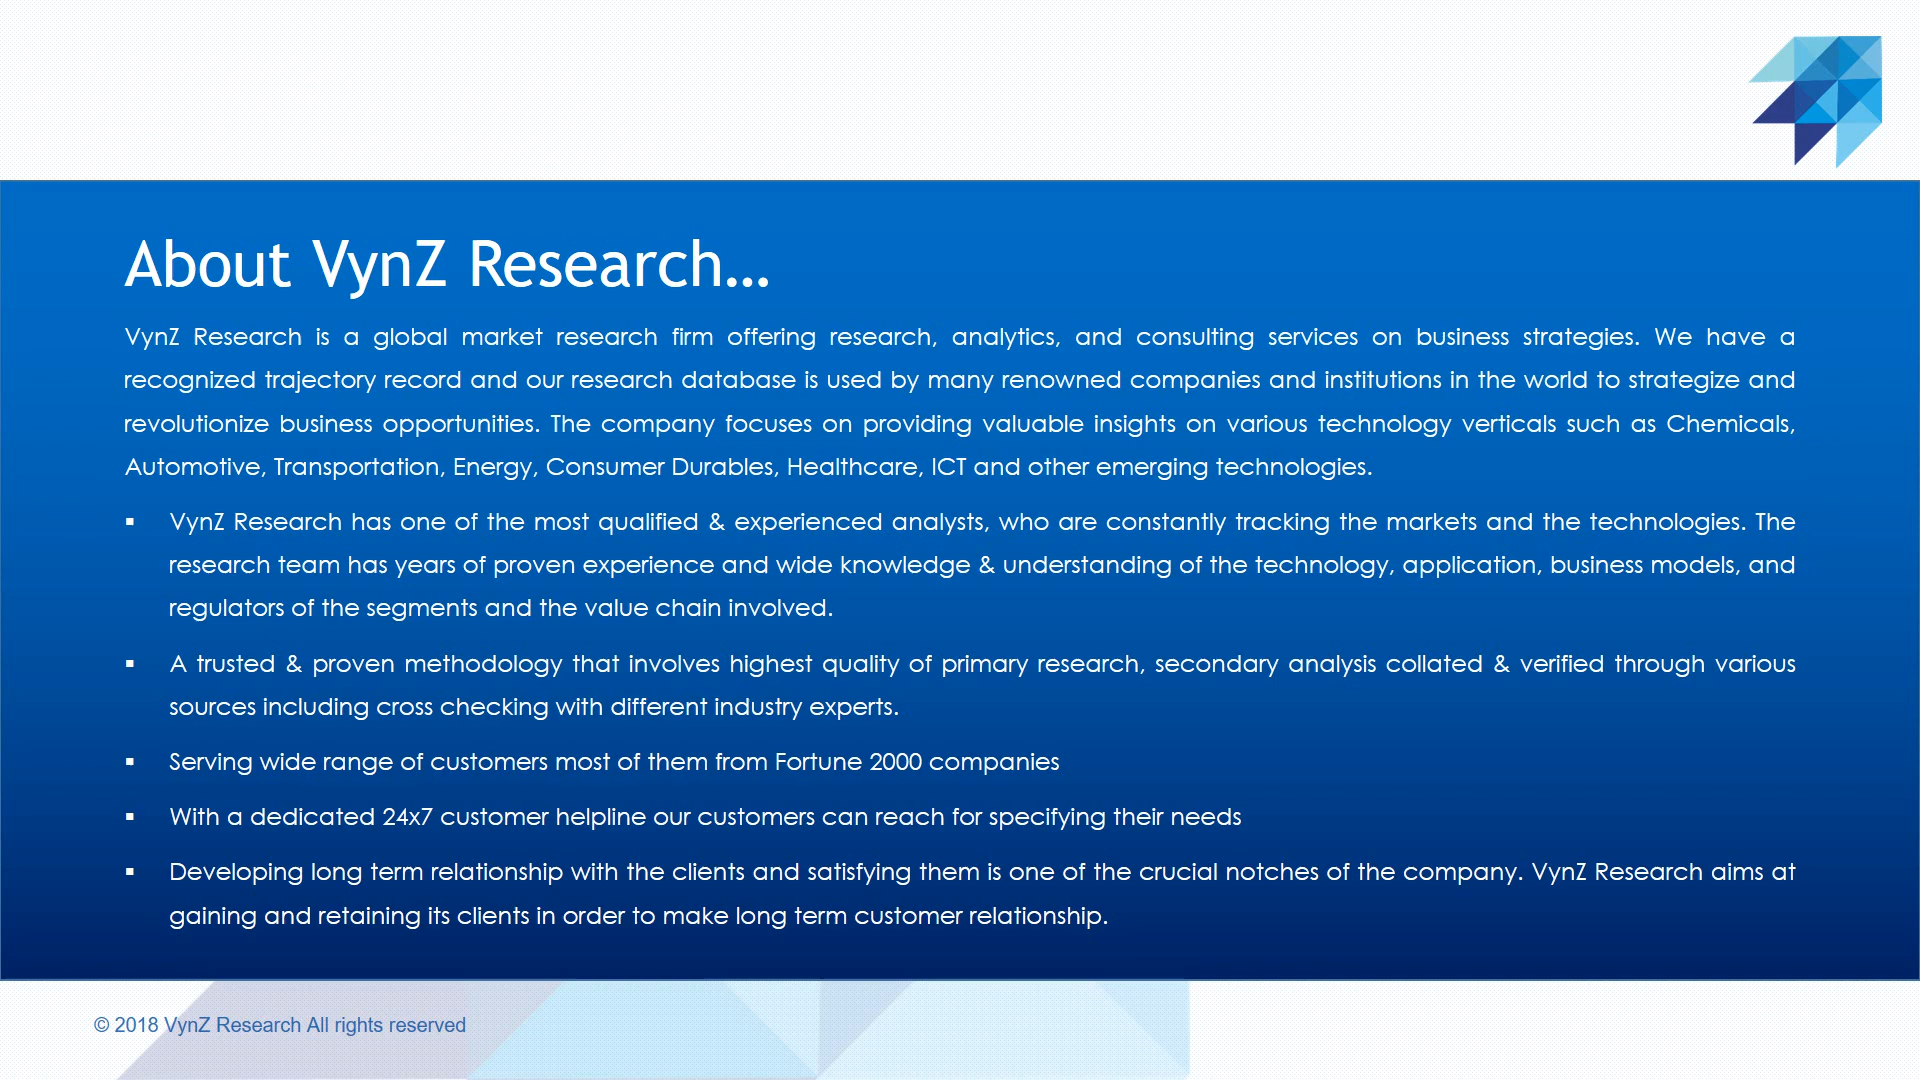 About VynZ Research...
VynZ Research is a global market research firm offering research, analytics, and consulting services on business strategies. We have a
recognized trajectory record and our research database is used by many renowned companies and institutions in the world to strategize and
revolutionize business opportunities. The company focuses on providing valuable insights on various technology verticals such as Chemicals,
Automotive, Transportation, Energy, Consumer Durables, Healthcare, ICT and other emerging technologies.
▪ VynZ Research has one of the most qualified & experienced analysts, who are constantly tracking the markets and the technologies. The
research team has years of proven experience and wide knowledge & understanding of the technology, application, business models, and
regulators of the segments and the value chain involved.
▪ A trusted & proven methodology that involves highest quality of primary research, secondary analysis collated & verified through various
sources including cross checking with different industry experts.
▪ Serving wide range of customers most of them from Fortune 2000 companies
▪ With a dedicated 24x7 customer helpline our customers can reach for specifying their needs
▪ Developing long term relationship with the clients and satisfying them is one of the crucial notches of the company. VynZ Research aims at
gaining and retaining its clients in order to make long term customer relationship.
© 2018 VynZ Research All rights reserved